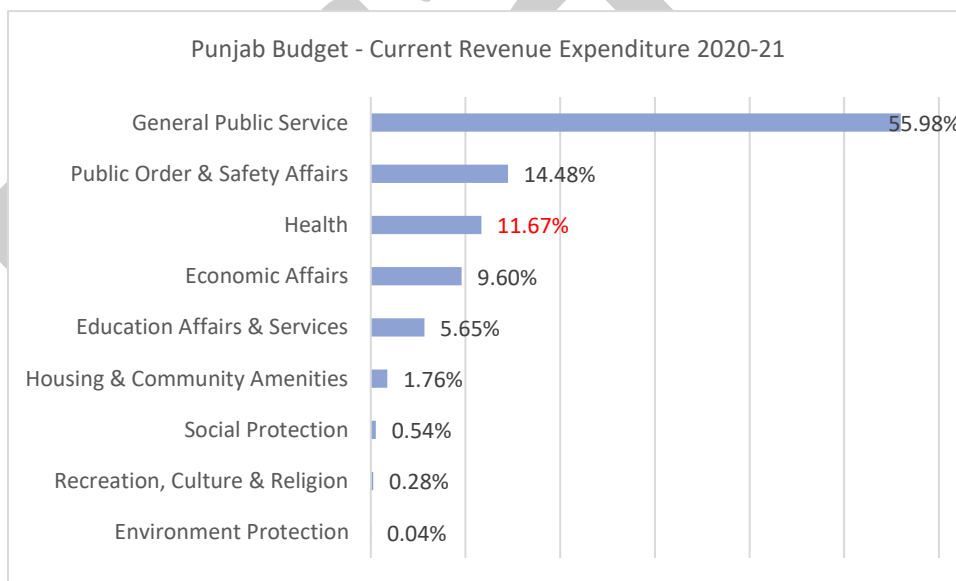 Punjab Budget - Current Revenue Expenditure 2020-21
General Public Service 55.98%
Public Order & Safety Affairs 14.48%
Health 11.67%
Economic Affairs 9.60%
Education Affairs & Services 5.65%
Housing & Community Amenities 1.76%
Social Protection 0.54%
Recreation, Culture & Religion 0.28%
Environment Protection 0.04%